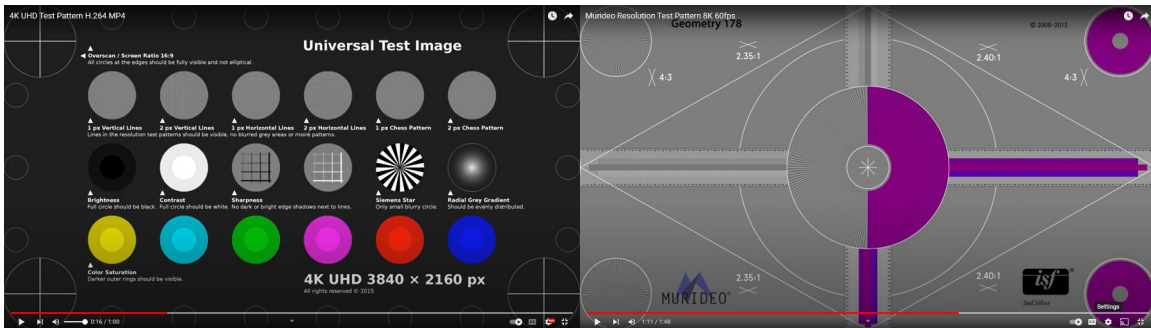 4K UHD Test Pattern H.264 MP4
Universal Test Image
Overscan / Screen Ratio 16:9
All circles at the edges should be fully visible and not elliptical.
1 px Vertical Lines
2 px Vertical Lines
1 px Horizontal Lines
2 px Horizontal Lines
1 px Chess Pattern
2 px Chess Pattern
Lines in the resolution test patterns should be visible, no blurred grey areas or moiré patterns.
Brightness
Full circle should be black.
Contrast
Full circle should be white.
Sharpness
No dark or bright edge shadows next to lines.
Siemens Star
Only small blurry circle.
Radial Grey Gradient
Should be evenly distributed.
Color Saturation
Darker outer rings should be visible.
4K UHD 3840 × 2160 px
All rights reserved © 2015
0:16 / 1:00
Murideo Resolution Test Pattern 8K 60fps
Geometry 178
© 2008-2012
2.35:1
2.40:1
4:3
4:3
2.35:1
2.40:1
MURIDEO®
isf®
Joel Silver
Settings
1:11 / 1:48